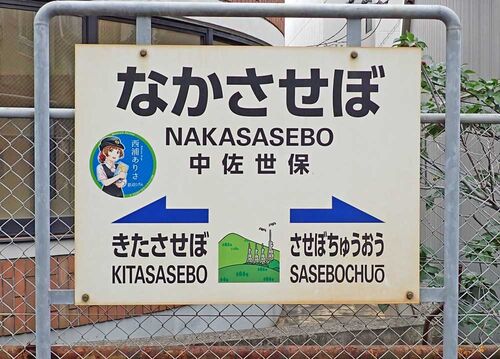 なかさせぼ
NAKASASEBO
中佐世保
西浦ありさ
きたさせぼ
KITASASEBO
させぼちゅうおう
SASEBOCHUŌ